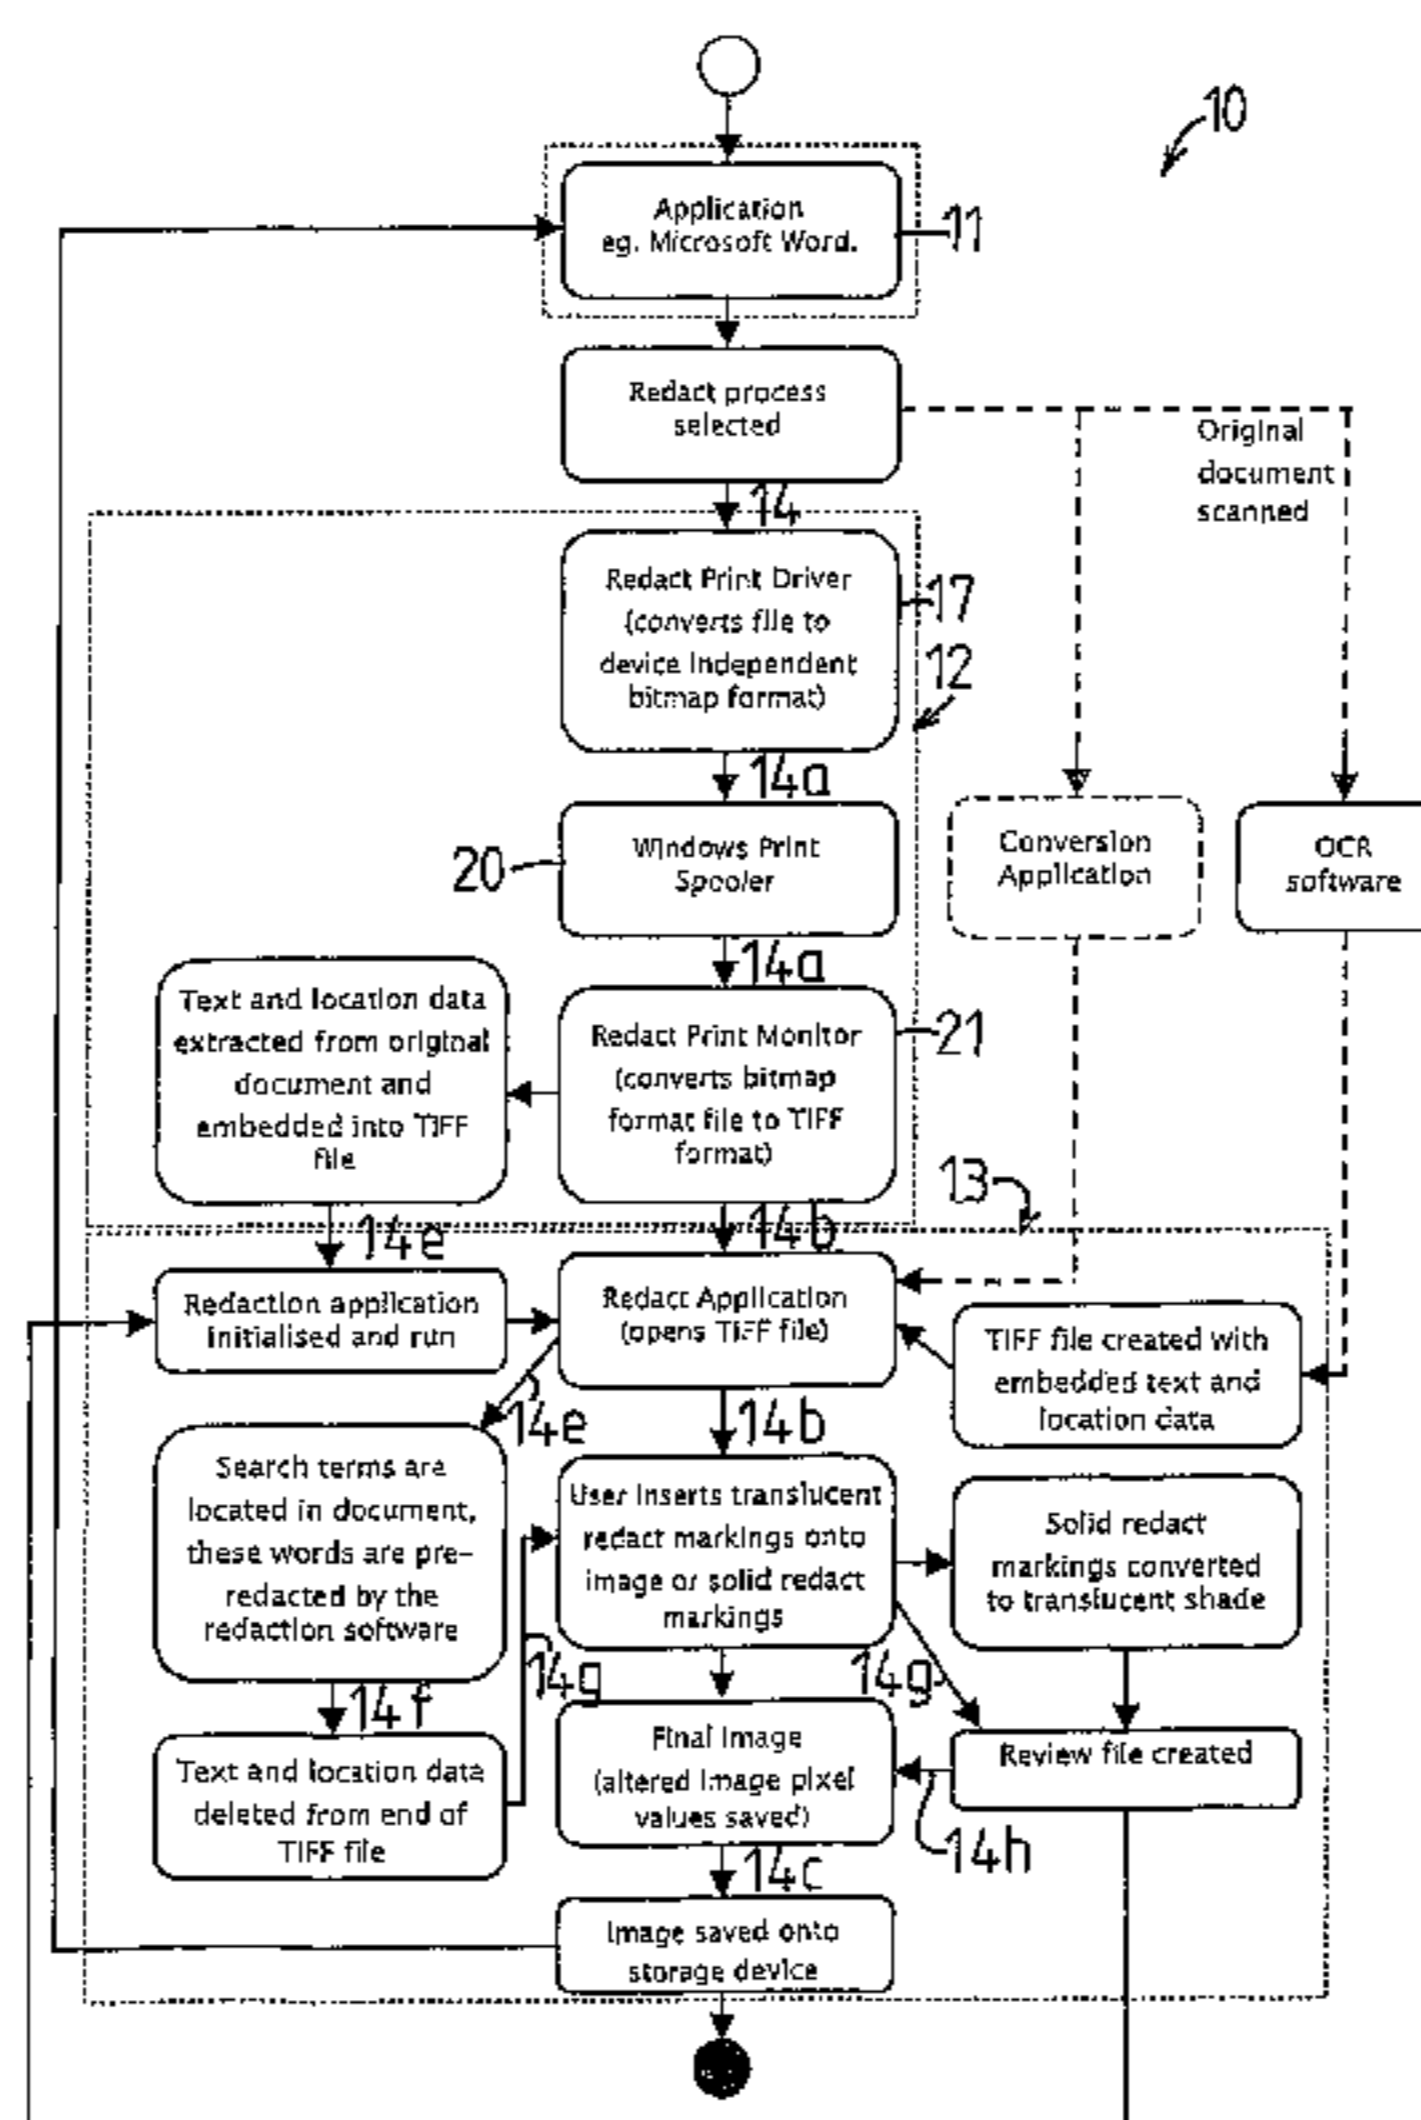 10
Application
eg. Microsoft Word.
11
Redact process
selected
Original
document
scanned
14
Redact Print Driver
(converts file to
device Independent
bitmap format)
17
12
14a
Windows Print
Spooler
20
Conversion
Application
OCR
software
14a
Text and location data
extracted from original
document and
embedded into TIFF
file
Redact Print Monitor
(converts bitmap
format file to TIFF
format)
21
13
14e
14b
Redaction application
initialised and run
Redact Application
(opens TIFF file)
TIFF file created with
embedded text and
location data
14e
14b
Search terms are
located in document,
these words are pre-
redacted by the
redaction software
User inserts translucent
redact markings onto
image or solid redact
markings
Solid redact
markings converted
to translucent shade
14g
14g
14f
Text and location data
deleted from end of
TIFF file
Final image
(altered image pixel
values saved)
Review file created
14h
14c
Image saved onto
storage device